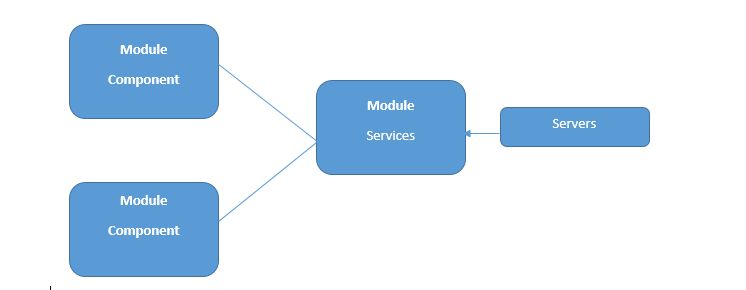 Module
Component
Module
Services
Servers
Module
Component